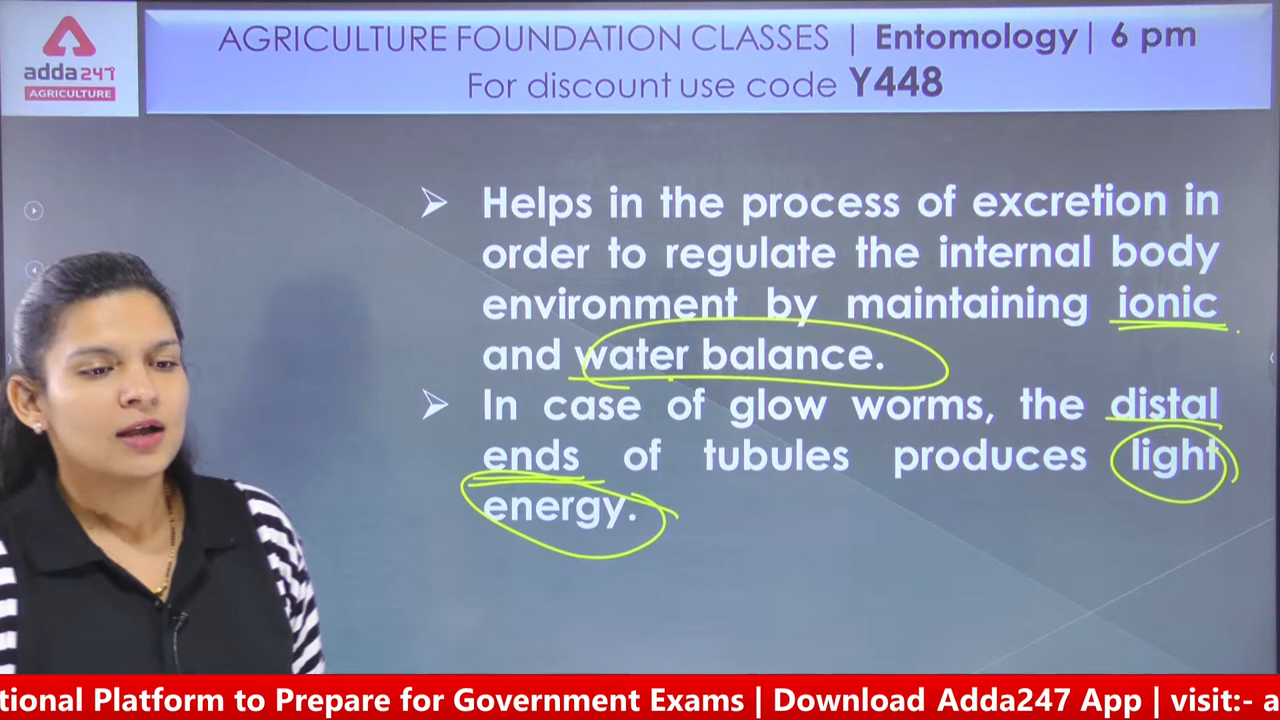 AGRICULTURE FOUNDATION CLASSES | Entomology| 6 pm
For discount use code Y448
adda247
AGRICULTURE
➢ Helps in the process of excretion in
order to regulate the internal body
environment by maintaining ionic
and water balance.
➢ In case of glow worms, the distal
ends of tubules produces light
energy.
tional Platform to Prepare for Government Exams | Download Adda247 App | visit:- a